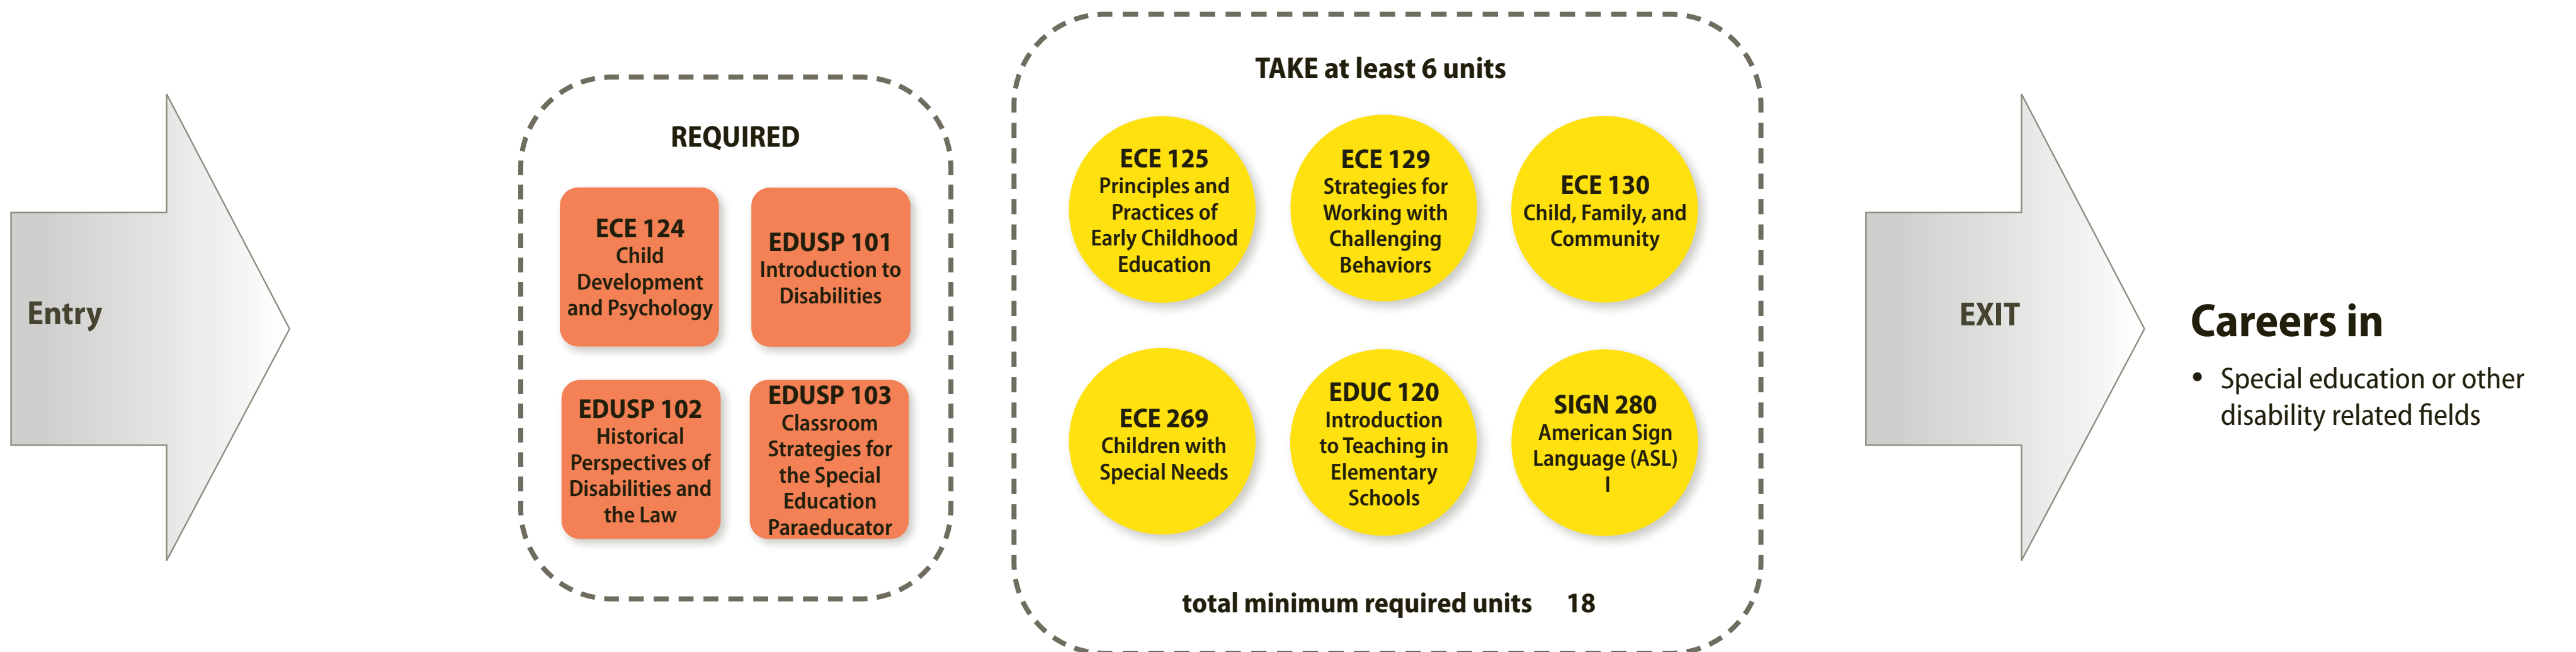 Entry
REQUIRED
ECE 124
Child
Development
and Psychology
EDUSP 101
Introduction to
Disabilities
EDUSP 102
Historical
Perspectives of
Disabilities and
the Law
EDUSP 103
Classroom
Strategies for
the Special
Education
Paraeducator
TAKE at least 6 units
ECE 125
Principles and
Practices of
Early Childhood
Education
ECE 129
Strategies for
Working with
Challenging
Behaviors
ECE 130
Child, Family, and
Community
ECE 269
Children with
Special Needs
EDUC 120
Introduction
to Teaching in
Elementary
Schools
SIGN 280
American Sign
Language (ASL)
I
total minimum required units 18
EXIT
Careers in
• Special education or other
disability related fields